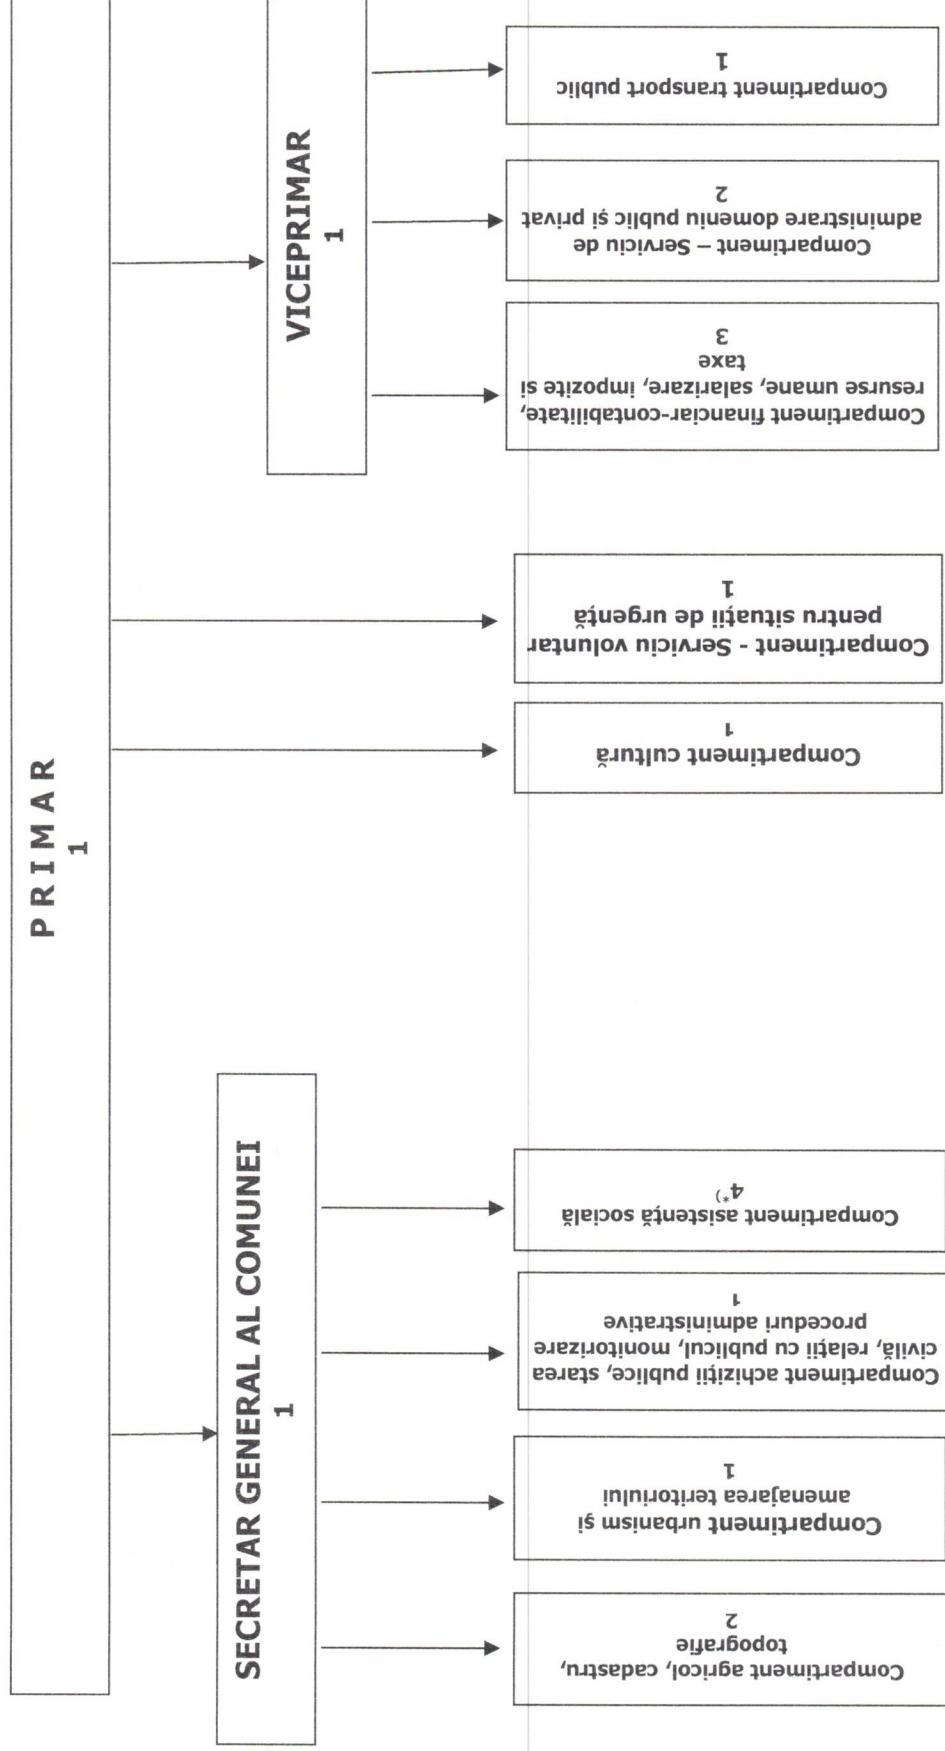 PRIMAR
1
SECRETAR GENERAL AL COMUNEI
1
VICEPRIMAR
1
Compartiment agricol, cadastru,
topografie
2
Compartiment urbanism și
amenajarea teritoriului
1
Compartiment achiziții publice, starea
civilă, relații cu publicul, monitorizare
proceduri administrative
1
Compartiment asistență socială
4*)
Compartiment cultură
1
Compartiment - Serviciu voluntar
pentru situații de urgență
1
Compartiment financiar-contabilitate,
resurse umane, salarizare, impozite si
taxe
3
Compartiment – Serviciu de
administrare domeniu public și privat
2
Compartiment transport public
1